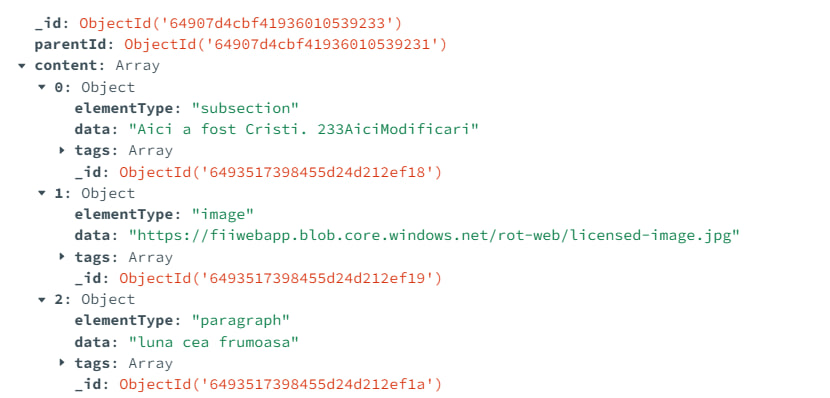 _id: ObjectId('64907d4cbf41936010539233')
parentId: ObjectId('64907d4cbf41936010539231')
content: Array
0: Object
elementType: "subsection"
data: "Aici a fost Cristi. 233AiciModificari"
tags: Array
_id: ObjectId('6493517398455d24d212ef18')
1: Object
elementType: "image"
data: "https://fiiwebapp.blob.core.windows.net/rot-web/licensed-image.jpg"
tags: Array
_id: ObjectId('6493517398455d24d212ef19')
2: Object
elementType: "paragraph"
data: "luna cea frumoasa"
tags: Array
_id: ObjectId('6493517398455d24d212ef1a')